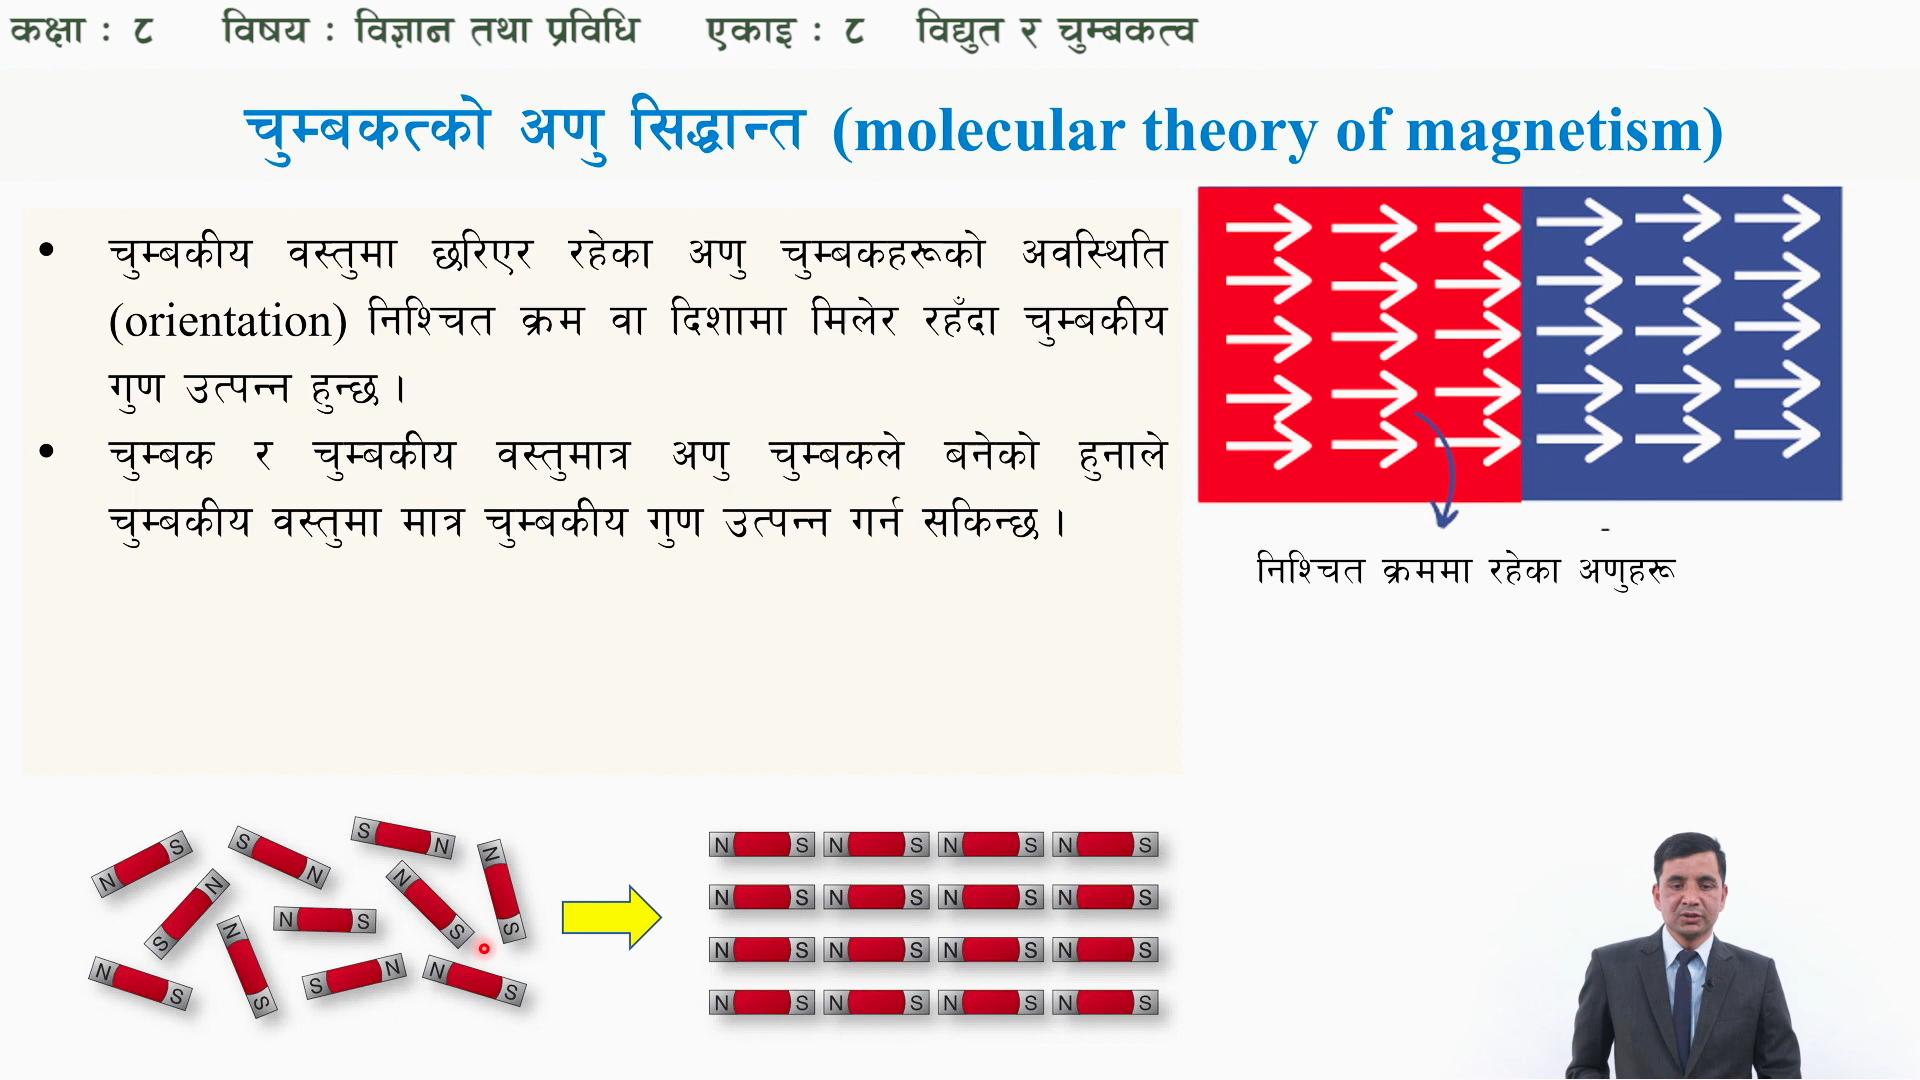 कक्षा : ८ विषय : विज्ञान तथा प्रविधि एकाइ : ८ विद्युत र चुम्बकत्व
चुम्बकत्को अणु सिद्धान्त (molecular theory of magnetism)
• चुम्बकीय वस्तुमा छरिएर रहेका अणु चुम्बकहरूको अवस्थिति
(orientation) निश्चित क्रम वा दिशामा मिलेर रहँदा चुम्बकीय
गुण उत्पन्न हुन्छ ।
• चुम्बक र चुम्बकीय वस्तुमात्र अणु चुम्बकले बनेको हुनाले
चुम्बकीय वस्तुमा मात्र चुम्बकीय गुण उत्पन्न गर्न सकिन्छ ।
निश्चित क्रममा रहेका अणुहरू
N S S N S N N S
S N N S N S N S
N S N S S N N S
N S N S N S N S
N S N S N S N S
N S N S N S N S
N S N S N S N S